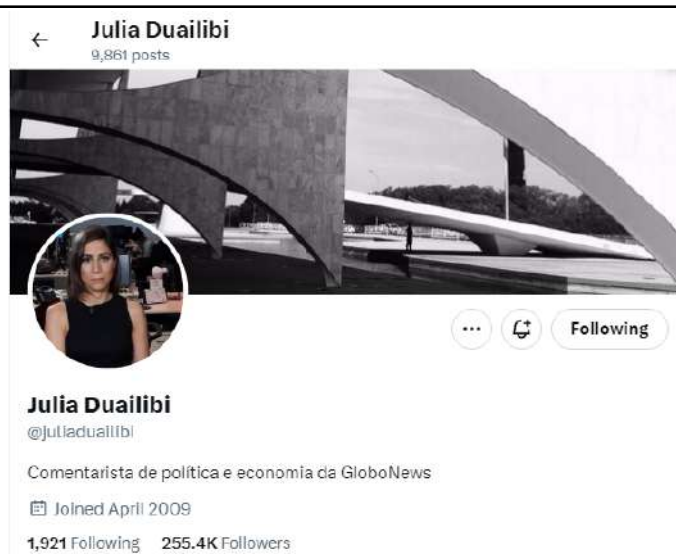 Julia Duailibi
9,861 posts
Following
Julia Duailibi
@juliaduailibi
Comentarista de política e economia da GloboNews
Joined April 2009
1,921 Following 255.4K Followers